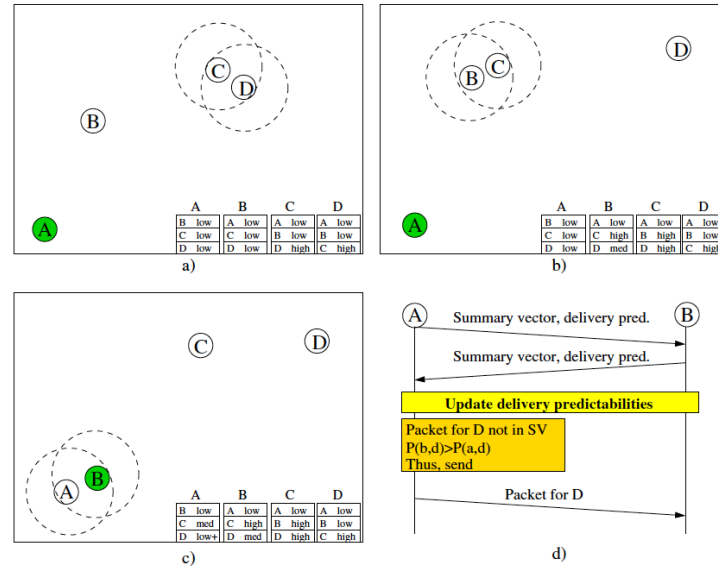 C
D
B
A
A B C D
B low A low A low A low
C low C low B low B low
D low D low D high C high
a)
B
C
D
A
A B C D
B low A low A low A low
C low C high B high B low
D low D med D high C high
b)
C
D
A
B
A B C D
B low A low A low A low
C med C high B high B low
D low+ D med D high C high
c)
A
B
Summary vector, delivery pred.
Summary vector, delivery pred.
Update delivery predictabilities
Packet for D not in SV
P(b,d)>P(a,d)
Thus, send
Packet for D
d)